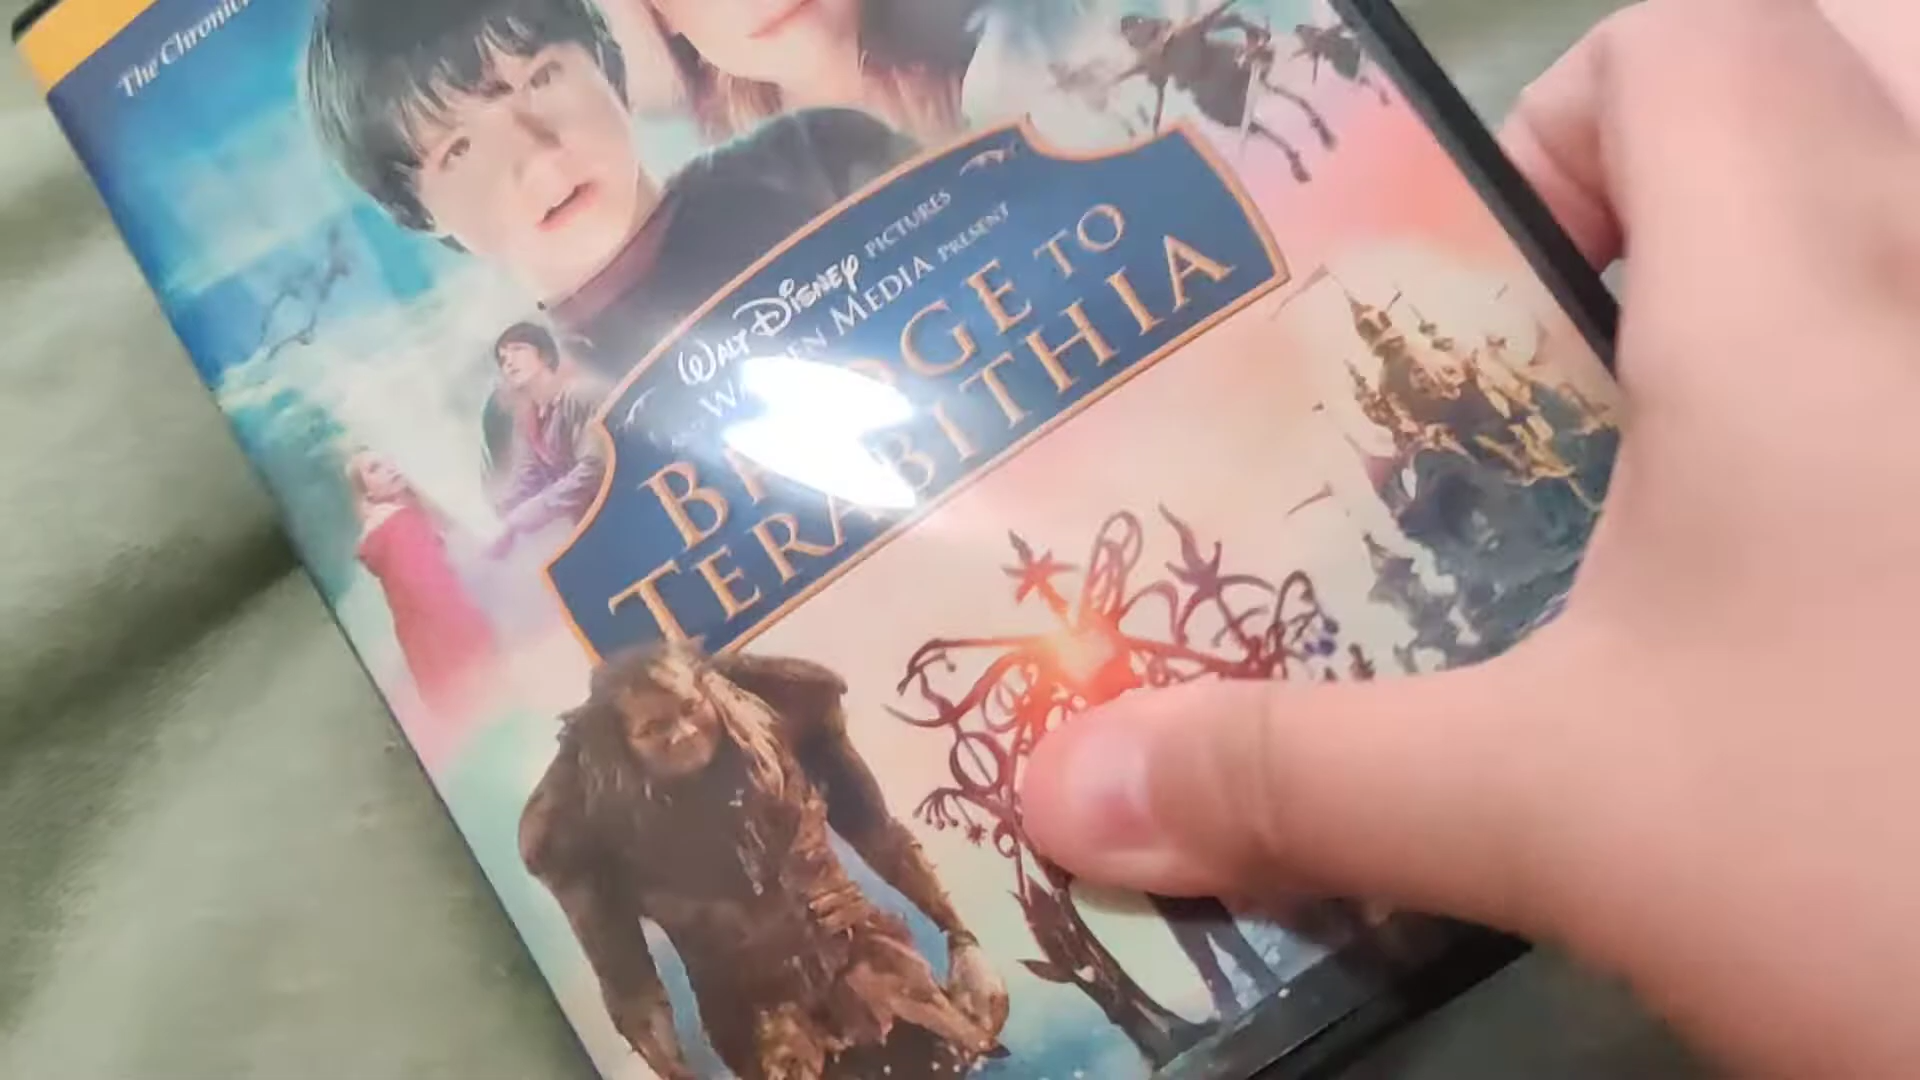 The Chronic
WALT DISNEY PICTURES
WALDEN MEDIA PRESENT
BRIDGE TO
TERABITHIA